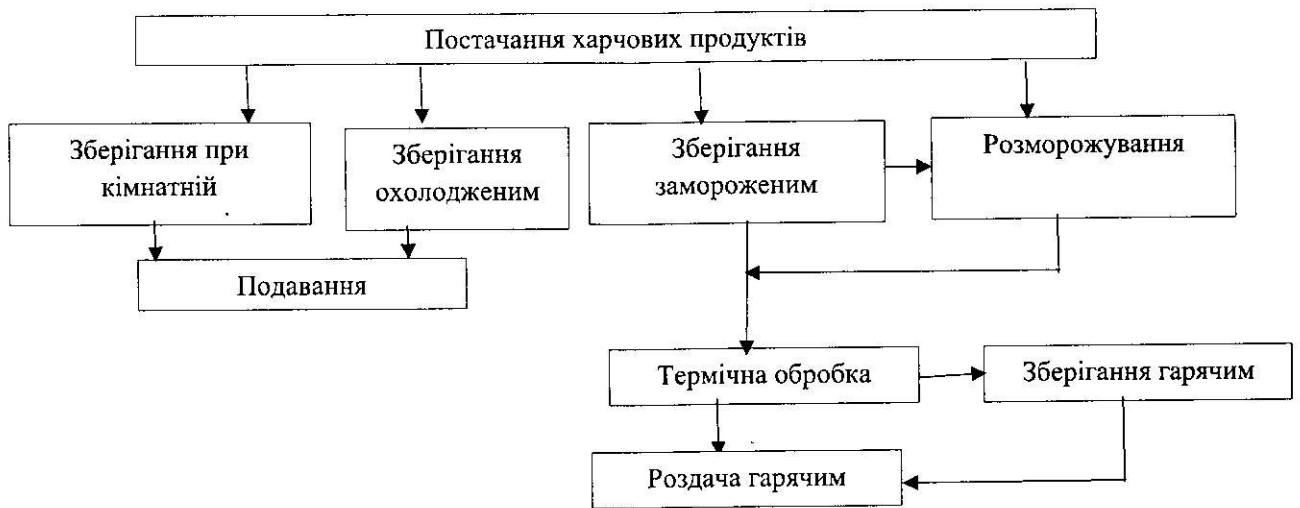 Постачання харчових продуктів
Зберігання при
кімнатній
Зберігання
охолодженим
Зберігання
замороженим
Розморожування
Подавання
Термічна обробка
Зберігання гарячим
Роздача гарячим